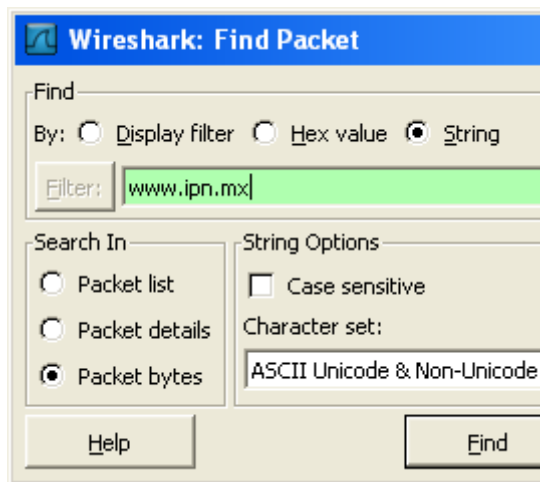 Wireshark: Find Packet
Find
By: Display filter Hex value String
Filter: www.ipn.mx
Search In
Packet list
Packet details
Packet bytes
String Options
Case sensitive
Character set:
ASCII Unicode & Non-Unicode
Help
Find